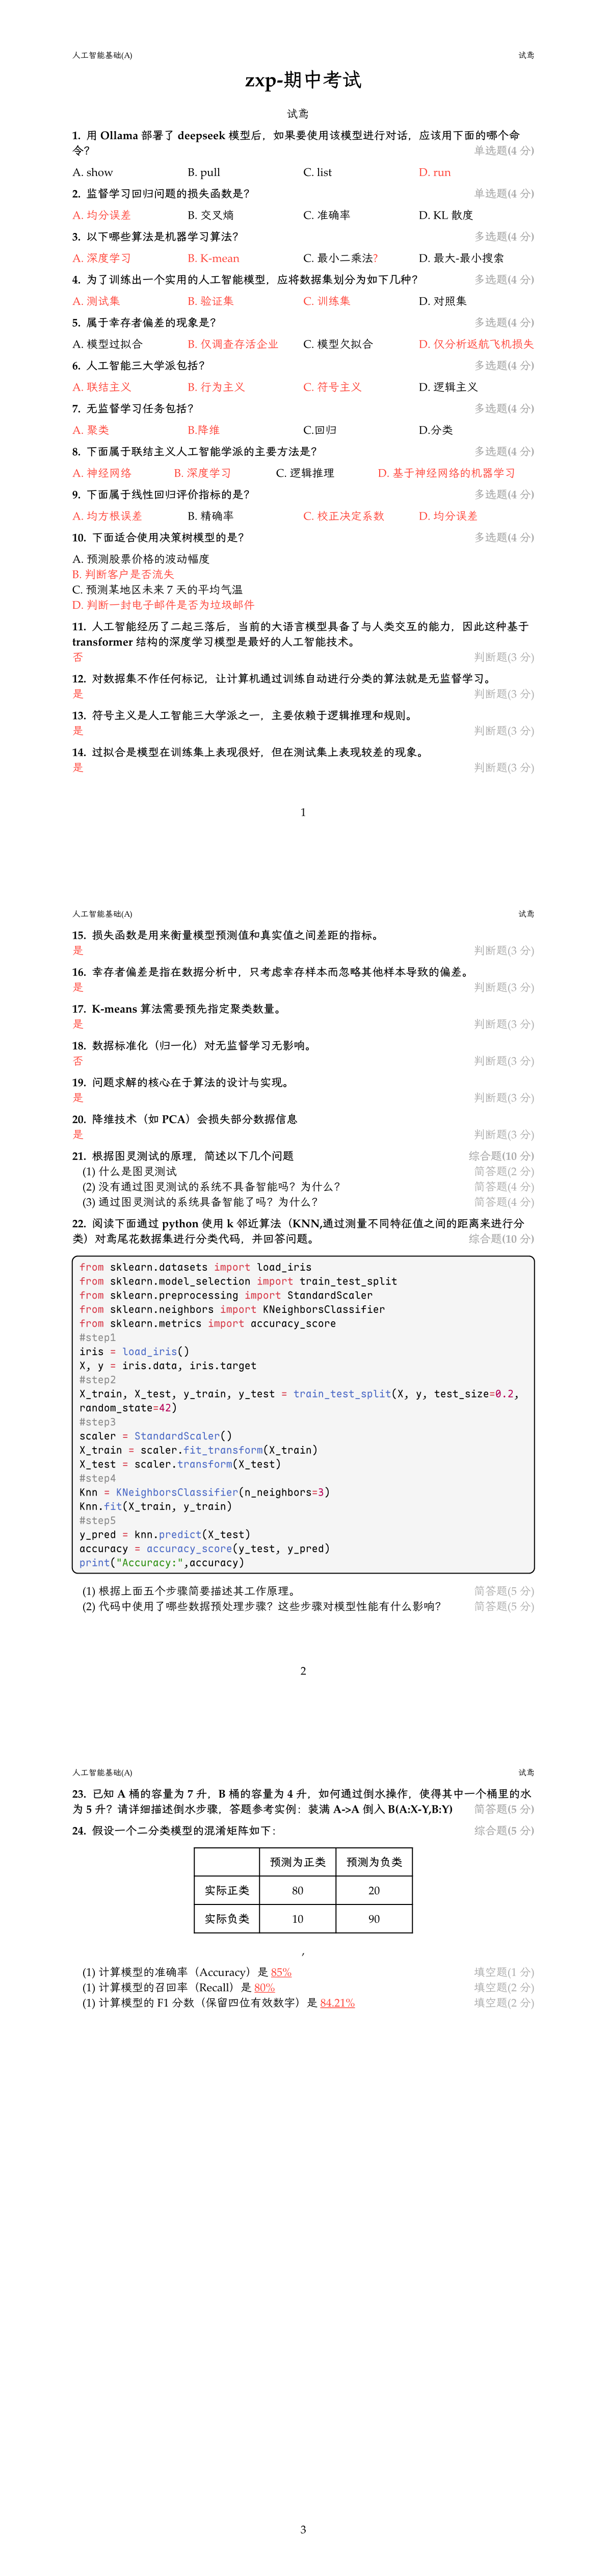 人工智能基础(A) 试鸢
zxp-期中考试
试鸢
1. 用 Ollama 部署了 deepseek 模型后，如果要使用该模型进行对话，应该用下面的哪个命
令？ 单选题(4 分)
A. show B. pull C. list D. run
2. 监督学习回归问题的损失函数是？ 单选题(4 分)
A. 均分误差 B. 交叉熵 C. 准确率 D. KL 散度
3. 以下哪些算法是机器学习算法？ 多选题(4 分)
A. 深度学习 B. K-mean C. 最小二乘法? D. 最大-最小搜索
4. 为了训练出一个实用的人工智能模型，应将数据集划分为如下几种？ 多选题(4 分)
A. 测试集 B. 验证集 C. 训练集 D. 对照集
5. 属于幸存者偏差的现象是？ 多选题(4 分)
A. 模型过拟合 B. 仅调查存活企业 C. 模型欠拟合 D. 仅分析返航飞机损失
6. 人工智能三大学派包括？ 多选题(4 分)
A. 联结主义 B. 行为主义 C. 符号主义 D. 逻辑主义
7. 无监督学习任务包括？ 多选题(4 分)
A. 聚类 B.降维 C.回归 D.分类
8. 下面属于联结主义人工智能学派的主要方法是？ 多选题(4 分)
A. 神经网络 B. 深度学习 C. 逻辑推理 D. 基于神经网络的机器学习
9. 下面属于线性回归评价指标的是？ 多选题(4 分)
A. 均方根误差 B. 精确率 C. 校正决定系数 D. 均分误差
10. 下面适合使用决策树模型的是？ 多选题(4 分)
A. 预测股票价格的波动幅度
B. 判断客户是否流失
C. 预测某地区未来 7 天的平均气温
D. 判断一封电子邮件是否为垃圾邮件
11. 人工智能经历了二起三落后，当前的大语言模型具备了与人类交互的能力，因此这种基于
transformer 结构的深度学习模型是最好的人工智能技术。
否 判断题(3 分)
12. 对数据集不作任何标记，让计算机通过训练自动进行分类的算法就是无监督学习。
是 判断题(3 分)
13. 符号主义是人工智能三大学派之一，主要依赖于逻辑推理和规则。
是 判断题(3 分)
14. 过拟合是模型在训练集上表现很好，但在测试集上表现较差的现象。
是 判断题(3 分)
1
人工智能基础(A) 试鸢
15. 损失函数是用来衡量模型预测值和真实值之间差距的指标。
是 判断题(3 分)
16. 幸存者偏差是指在数据分析中，只考虑幸存样本而忽略其他样本导致的偏差。
是 判断题(3 分)
17. K-means 算法需要预先指定聚类数量。
是 判断题(3 分)
18. 数据标准化（归一化）对无监督学习无影响。
否 判断题(3 分)
19. 问题求解的核心在于算法的设计与实现。
是 判断题(3 分)
20. 降维技术（如 PCA）会损失部分数据信息
是 判断题(3 分)
21. 根据图灵测试的原理，简述以下几个问题 综合题(10 分)
(1) 什么是图灵测试 简答题(2 分)
(2) 没有通过图灵测试的系统不具备智能吗？为什么？ 简答题(4 分)
(3) 通过图灵测试的系统具备智能了吗？为什么？ 简答题(4 分)
22. 阅读下面通过 python 使用 k 邻近算法（KNN,通过测量不同特征值之间的距离来进行分
类）对鸢尾花数据集进行分类代码，并回答问题。 综合题(10 分)
from sklearn.datasets import load_iris
from sklearn.model_selection import train_test_split
from sklearn.preprocessing import StandardScaler
from sklearn.neighbors import KNeighborsClassifier
from sklearn.metrics import accuracy_score
#step1
iris = load_iris()
X, y = iris.data, iris.target
#step2
X_train, X_test, y_train, y_test = train_test_split(X, y, test_size=0.2,
random_state=42)
#step3
scaler = StandardScaler()
X_train = scaler.fit_transform(X_train)
X_test = scaler.transform(X_test)
#step4
Knn = KNeighborsClassifier(n_neighbors=3)
Knn.fit(X_train, y_train)
#step5
y_pred = knn.predict(X_test)
accuracy = accuracy_score(y_test, y_pred)
print("Accuracy:",accuracy)
(1) 根据上面五个步骤简要描述其工作原理。 简答题(5 分)
(2) 代码中使用了哪些数据预处理步骤？这些步骤对模型性能有什么影响？ 简答题(5 分)
2
人工智能基础(A) 试鸢
23. 已知 A 桶的容量为 7 升，B 桶的容量为 4 升，如何通过倒水操作，使得其中一个桶里的水
为 5 升？请详细描述倒水步骤，答题参考实例：装满 A->A 倒入 B(A:X-Y,B:Y) 简答题(5 分)
24. 假设一个二分类模型的混淆矩阵如下： 综合题(5 分)
预测为正类 预测为负类
实际正类 80 20
实际负类 10 90
,
(1) 计算模型的准确率（Accuracy）是 85% 填空题(1 分)
(1) 计算模型的召回率（Recall）是 80% 填空题(2 分)
(1) 计算模型的 F1 分数（保留四位有效数字）是 84.21% 填空题(2 分)
3